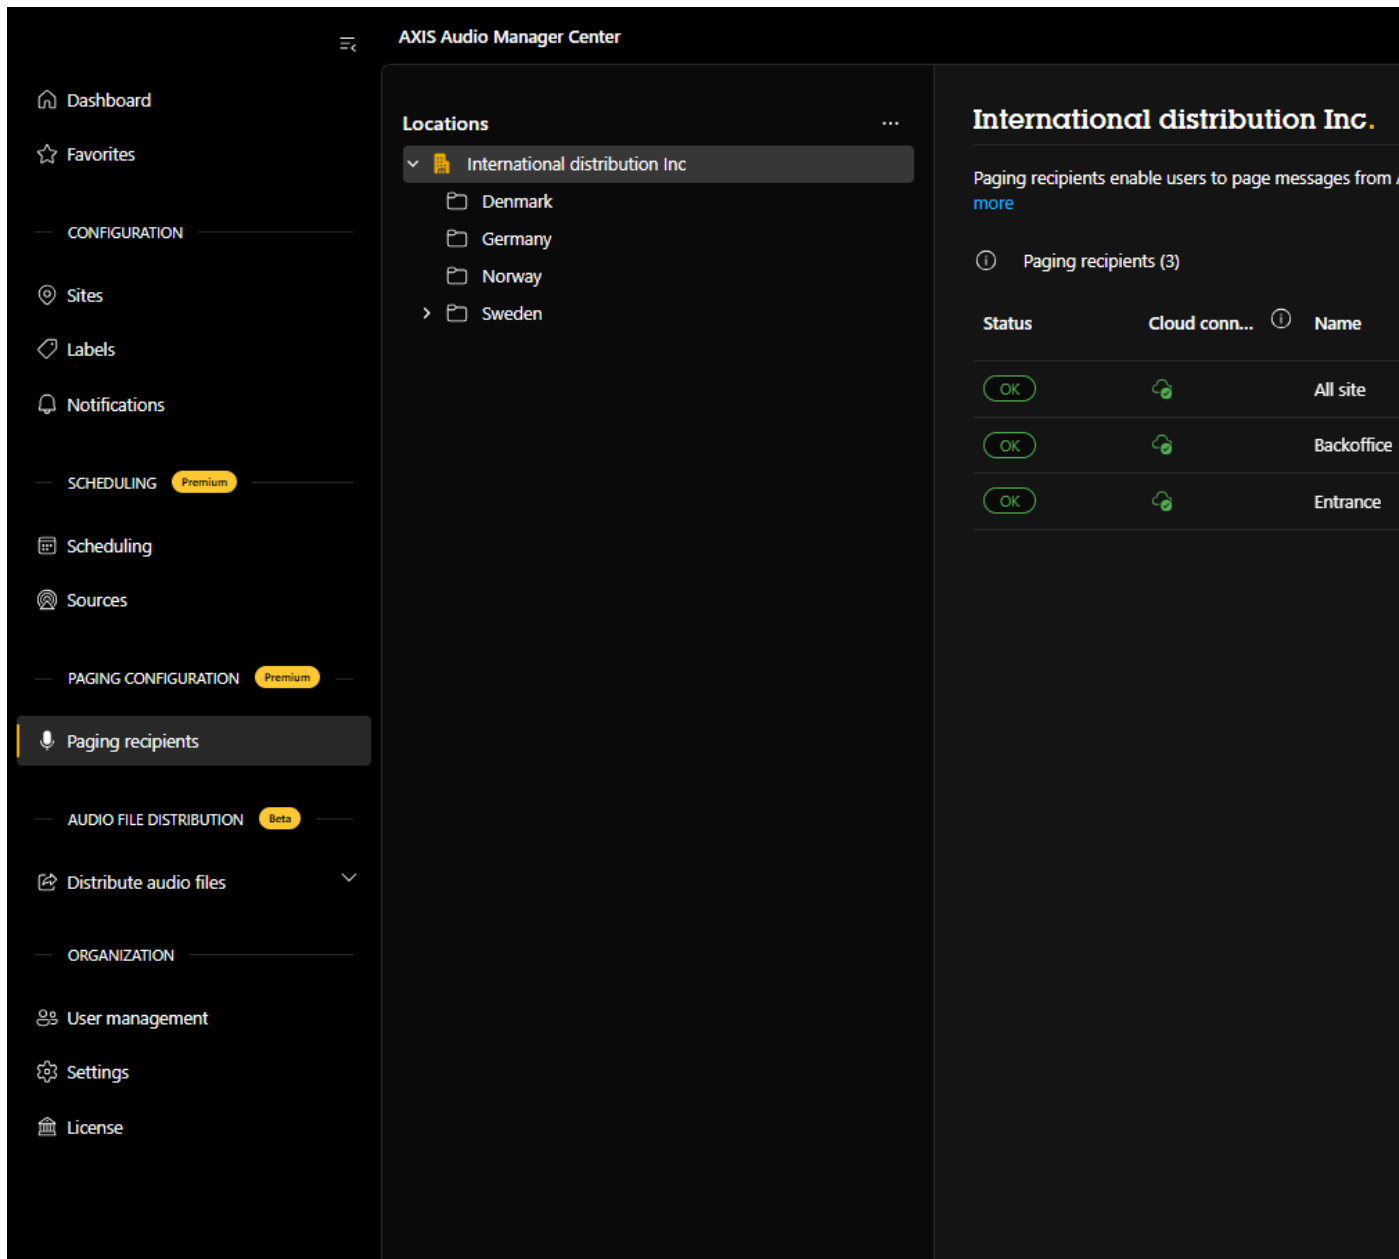 AXIS Audio Manager Center
Dashboard
Favorites
CONFIGURATION
Sites
Labels
Notifications
SCHEDULING Premium
Scheduling
Sources
PAGING CONFIGURATION Premium
Paging recipients
AUDIO FILE DISTRIBUTION Beta
Distribute audio files
ORGANIZATION
User management
Settings
License
Locations ...
International distribution Inc
Denmark
Germany
Norway
Sweden
International distribution Inc.
Paging recipients enable users to page messages from
more
Paging recipients (3)
Status Cloud conn... Name
OK All site
OK Backoffice
OK Entrance